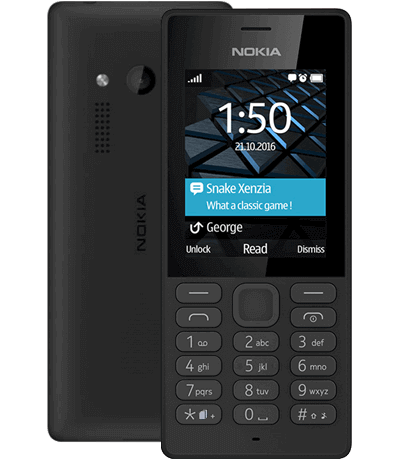 NOKIA
1:50
21.10.2016
Snake Xenzia
What a classic game !
George
Unlock Read Dismiss
NOKIA
1 2 abc 3 def
4 ghi 5 jkl 6 mno
7 pqrs 8 tuv 9 wxyz
* + 0 #